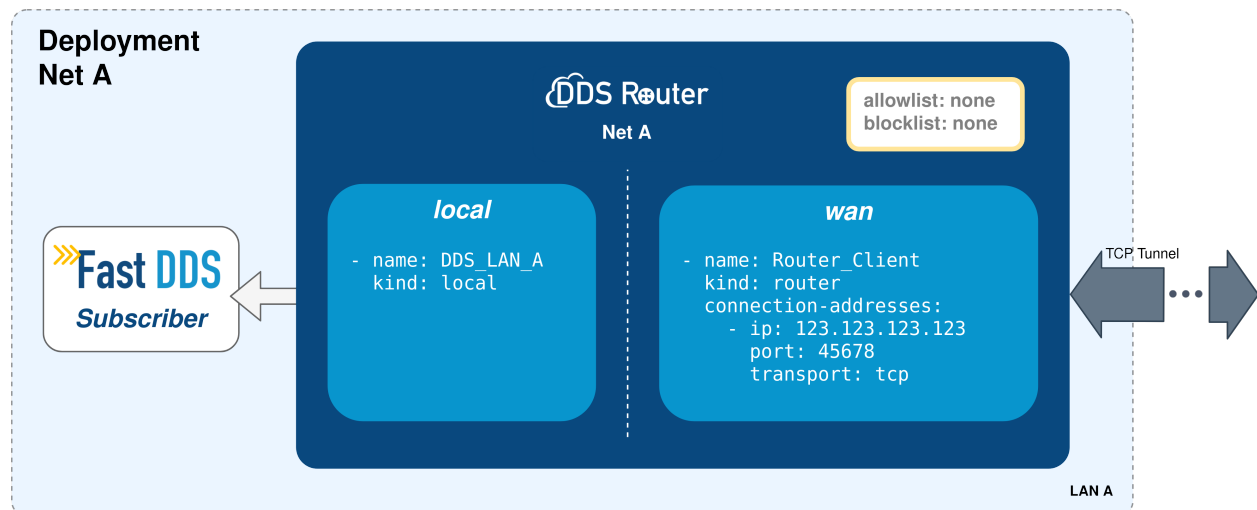 Deployment
Net A
DDS Router
Net A
allowlist: none
blocklist: none
local
- name: DDS_LAN_A
  kind: local
wan
- name: Router_Client
  kind: router
  connection-addresses:
    - ip: 123.123.123.123
      port: 45678
      transport: tcp
Fast DDS
Subscriber
TCP Tunnel
LAN A